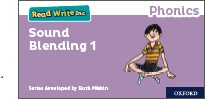 Read Write Inc.
Phonics
Sound
Blending 1
Series developed by Ruth Miskin
OXFORD